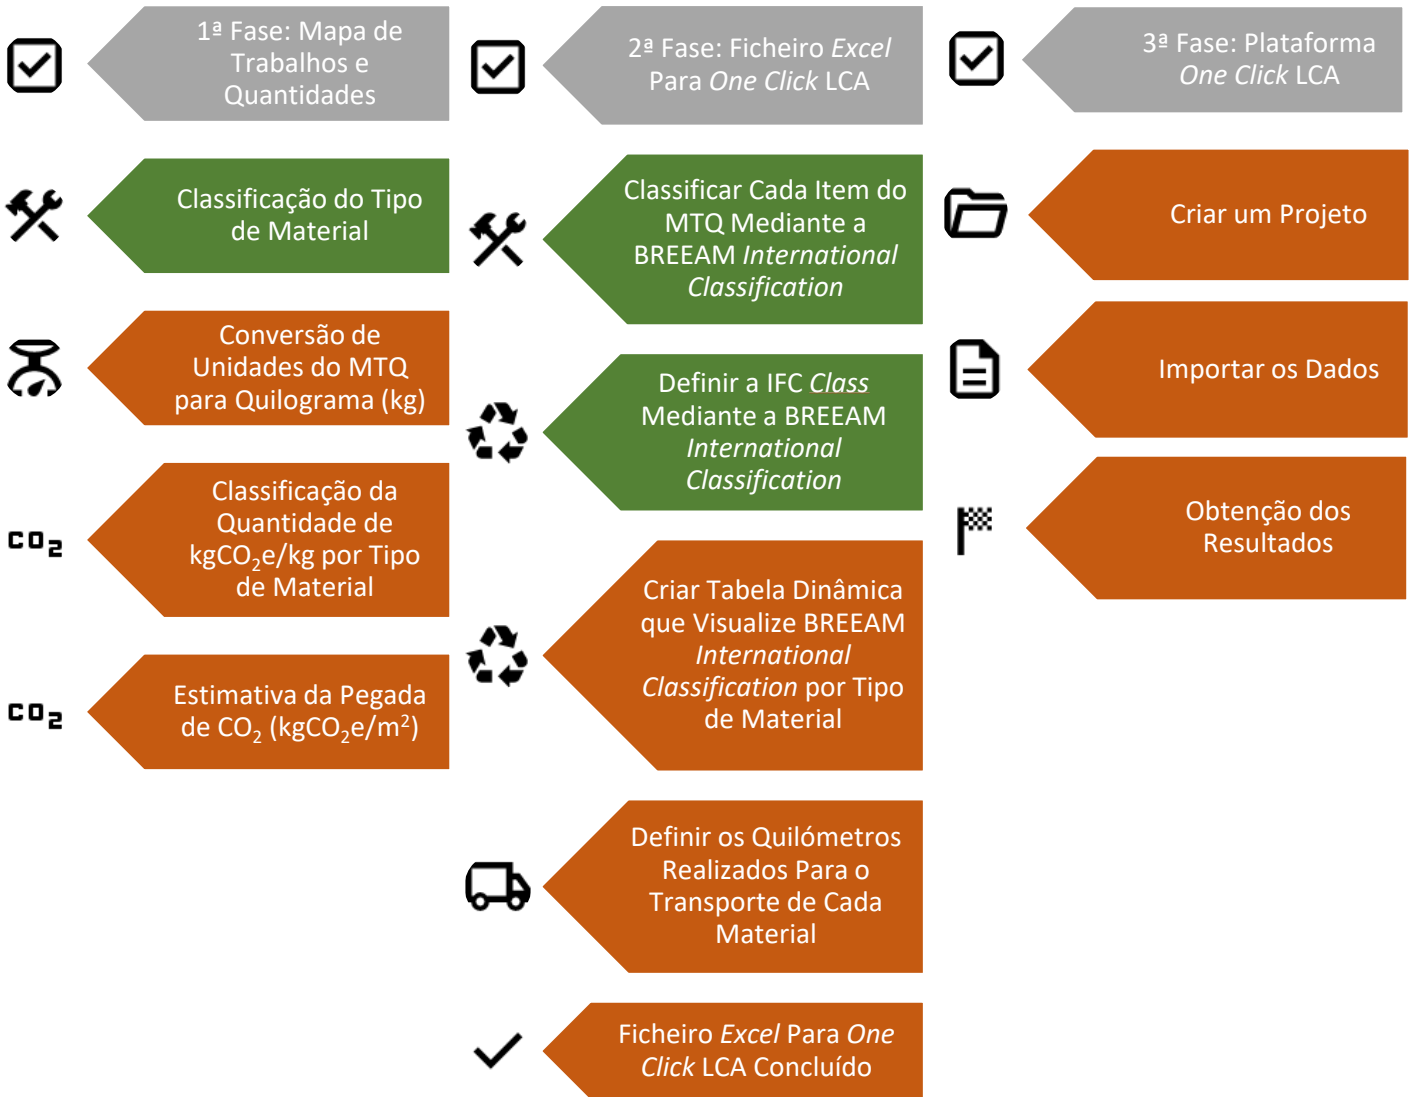 1ª Fase: Mapa de
Trabalhos e
Quantidades
Classificação do Tipo
de Material
Conversão de
Unidades do MTQ
para Quilograma (kg)
Classificação da
Quantidade de
kgCO₂e/kg por Tipo
de Material
CO₂
Estimativa da Pegada
de CO₂ (kgCO₂e/m²)
CO₂
2ª Fase: Ficheiro Excel
Para One Click LCA
Classificar Cada Item do
MTQ Mediante a
BREEAM International
Classification
Definir a IFC Class
Mediante a BREEAM
International
Classification
Criar Tabela Dinâmica
que Visualize BREEAM
International
Classification por Tipo
de Material
Definir os Quilómetros
Realizados Para o
Transporte de Cada
Material
Ficheiro Excel Para One
Click LCA Concluído
3ª Fase: Plataforma
One Click LCA
Criar um Projeto
Importar os Dados
Obtenção dos
Resultados